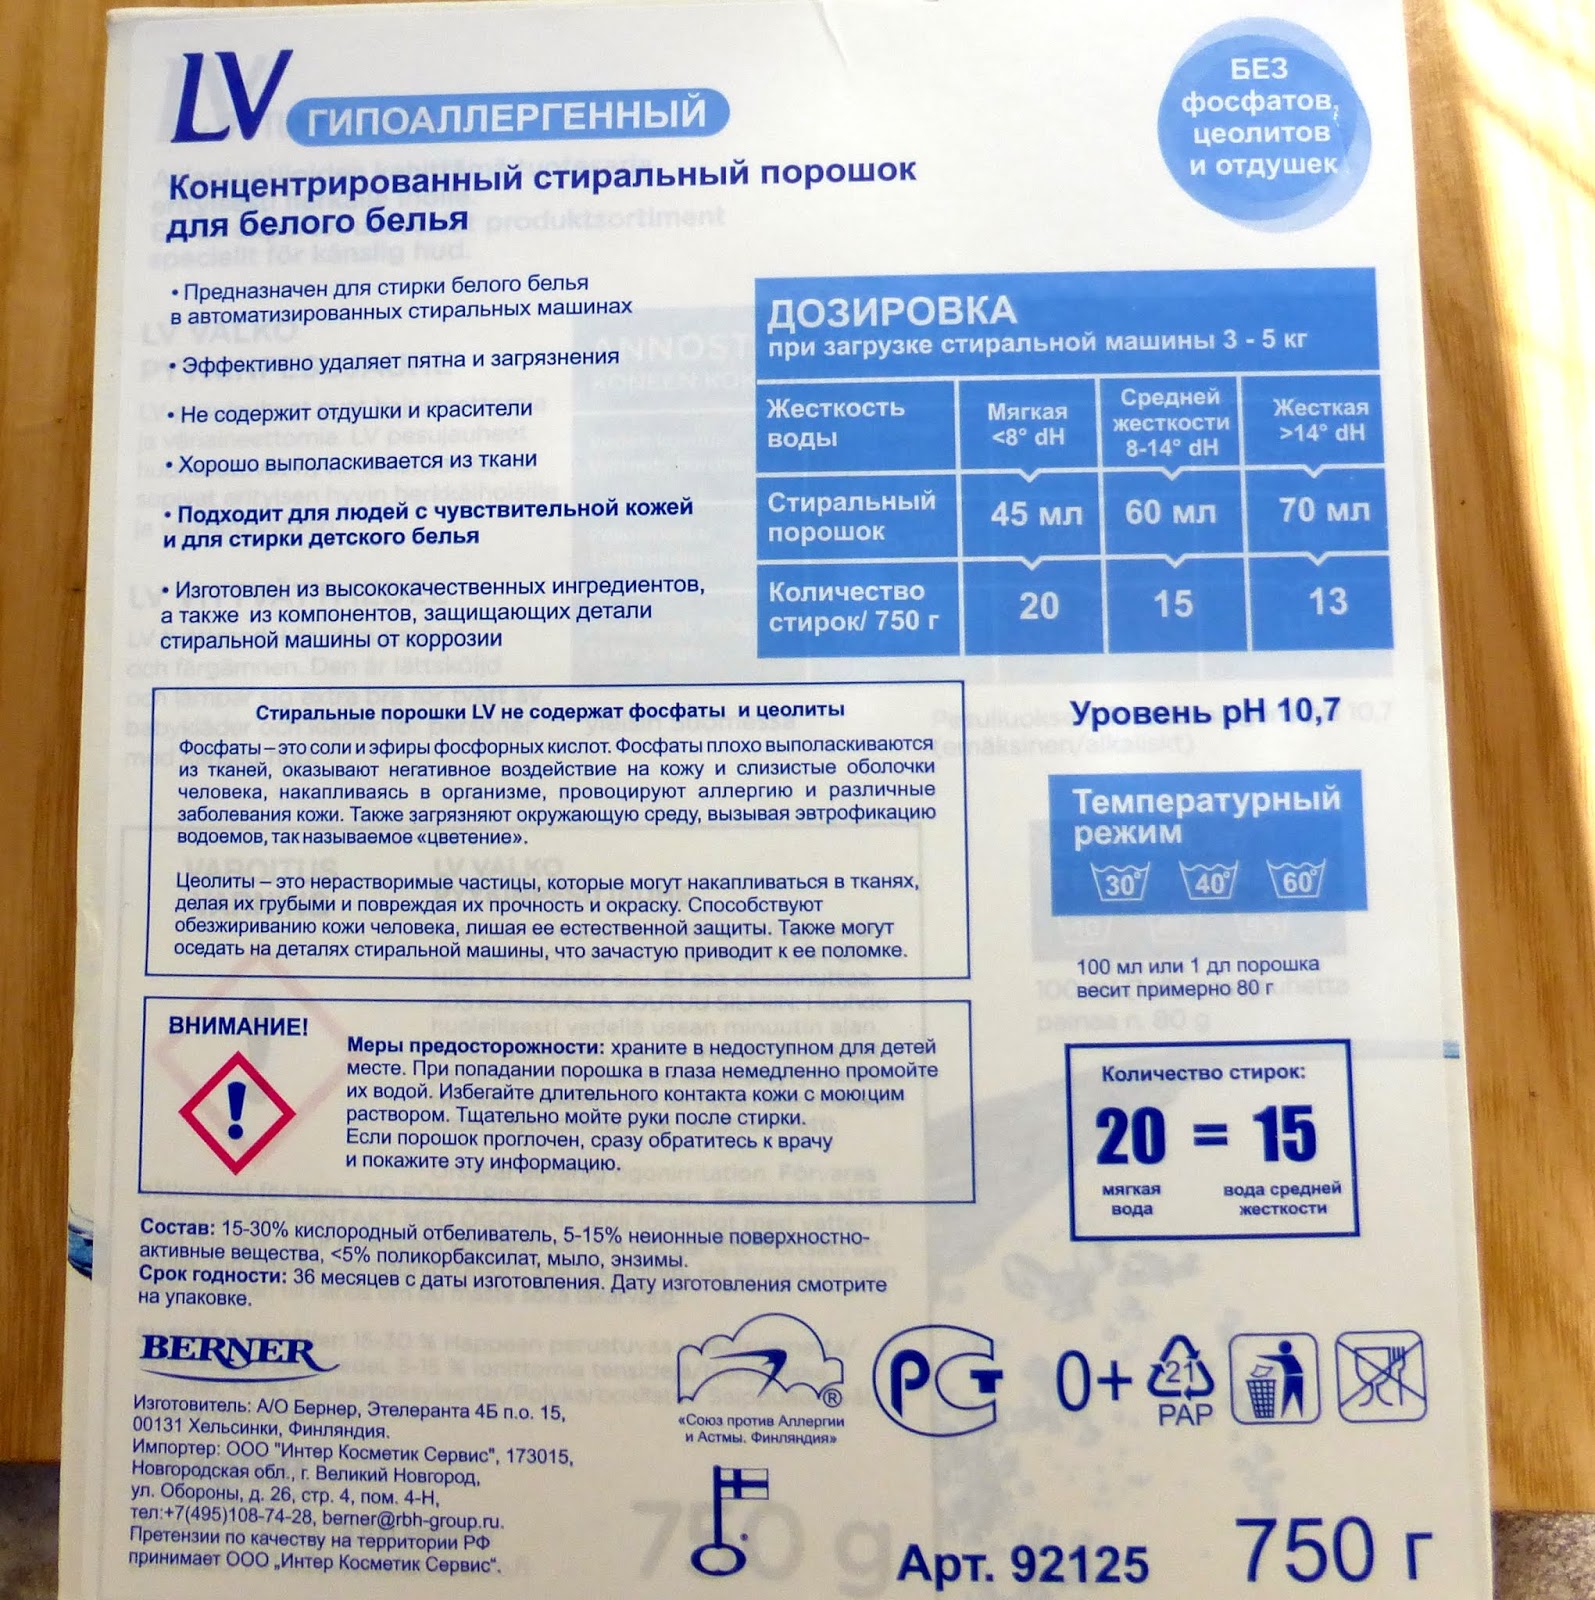 LV ГИПОАЛЛЕРГЕННЫЙ
Концентрированный стиральный порошок
для белого белья
БЕЗ
фосфатов,
цеолитов
и отдушек
• Предназначен для стирки белого белья
в автоматизированных стиральных машинах
• Эффективно удаляет пятна и загрязнения
• Не содержит отдушки и красители
• Хорошо выполаскивается из ткани
• Подходит для людей с чувствительной кожей
и для стирки детского белья
• Изготовлен из высококачественных ингредиентов,
а также из компонентов, защищающих детали
стиральной машины от коррозии
ДОЗИРОВКА
при загрузке стиральной машины 3 - 5 кг
Жесткость
воды
Мягкая
<8° dH
Средней
жесткости
8-14° dH
Жесткая
>14° dH
Стиральный
порошок
45 мл
60 мл
70 мл
Количество
стирок/ 750 г
20
15
13
Стиральные порошки LV не содержат фосфаты и цеолиты
Фосфаты – это соли и эфиры фосфорных кислот. Фосфаты плохо выполаскиваются
из тканей, оказывают негативное воздействие на кожу и слизистые оболочки
человека, накапливаясь в организме, провоцируют аллергию и различные
заболевания кожи. Также загрязняют окружающую среду, вызывая эвтрофикацию
водоемов, так называемое «цветение».
Цеолиты – это нерастворимые частицы, которые могут накапливаться в тканях,
делая их грубыми и повреждая их прочность и окраску. Способствуют
обезжириванию кожи человека, лишая ее естественной защиты. Также могут
оседать на деталях стиральной машины, что зачастую приводит к ее поломке.
Уровень pH 10,7
Температурный
режим
30° 40° 60°
100 мл или 1 дл порошка
весит примерно 80 г
ВНИМАНИЕ!
Меры предосторожности: храните в недоступном для детей
месте. При попадании порошка в глаза немедленно промойте
их водой. Избегайте длительного контакта кожи с моющим
раствором. Тщательно мойте руки после стирки.
Если порошок проглочен, сразу обратитесь к врачу
и покажите эту информацию.
Количество стирок:
20 = 15
мягкая
вода
вода средней
жесткости
Состав: 15-30% кислородный отбеливатель, 5-15% неионные поверхностно-
активные вещества, <5% поликорбаксилат, мыло, энзимы.
Срок годности: 36 месяцев с даты изготовления. Дату изготовления смотрите
на упаковке.
BERNER
Изготовитель: А/О Бернер, Этелеранта 4Б п.о. 15,
00131 Хельсинки, Финляндия.
Импортер: ООО "Интер Косметик Сервис", 173015,
Новгородская обл., г. Великий Новгород,
ул. Обороны, д. 26, стр. 4, пом. 4-Н,
тел:+7(495)108-74-28, berner@rbh-group.ru.
Претензии по качеству на территории РФ
принимает ООО „Интер Косметик Сервис".
®
«Союз против Аллергии
и Астмы. Финляндия»
РСТ
0+
21
PAP
Арт. 92125
750 г